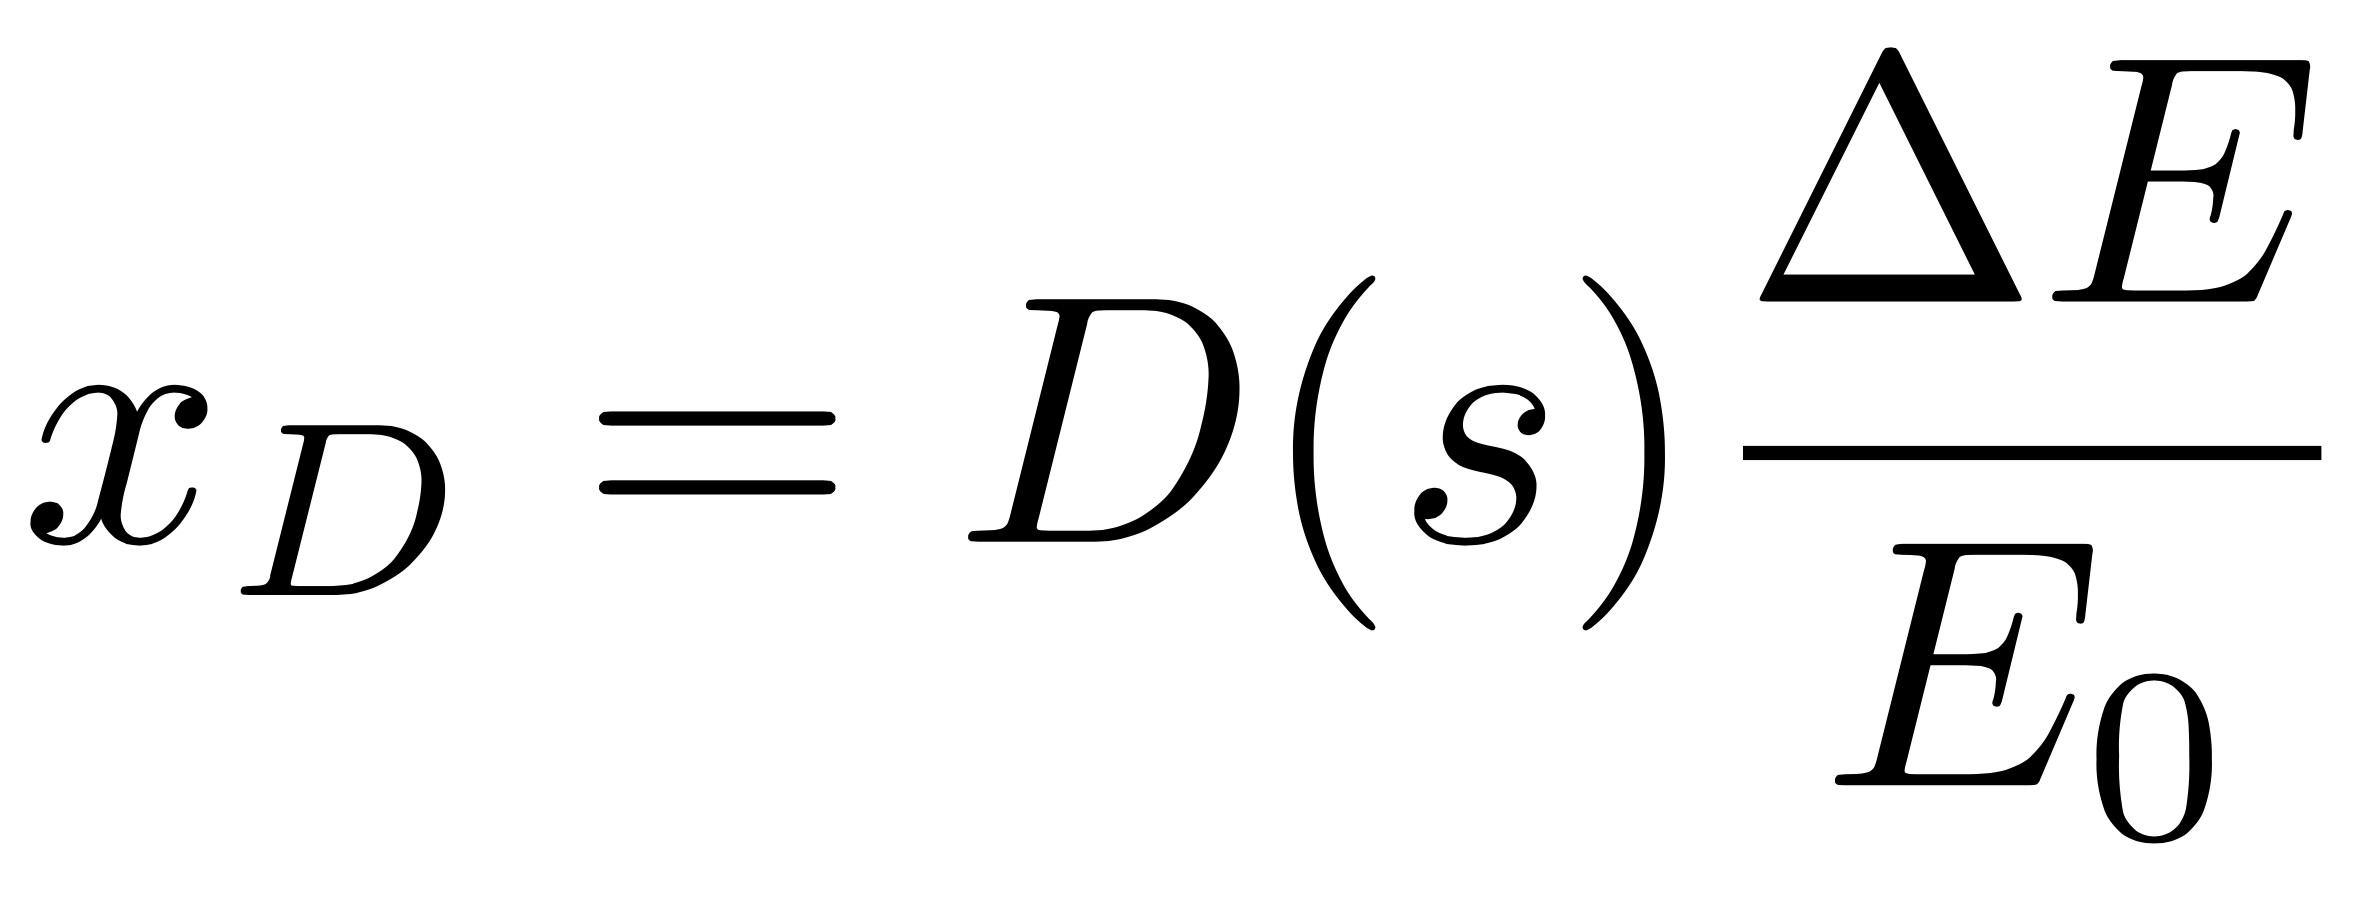 $x_D = D(s)\frac{\Delta E}{E_0}$